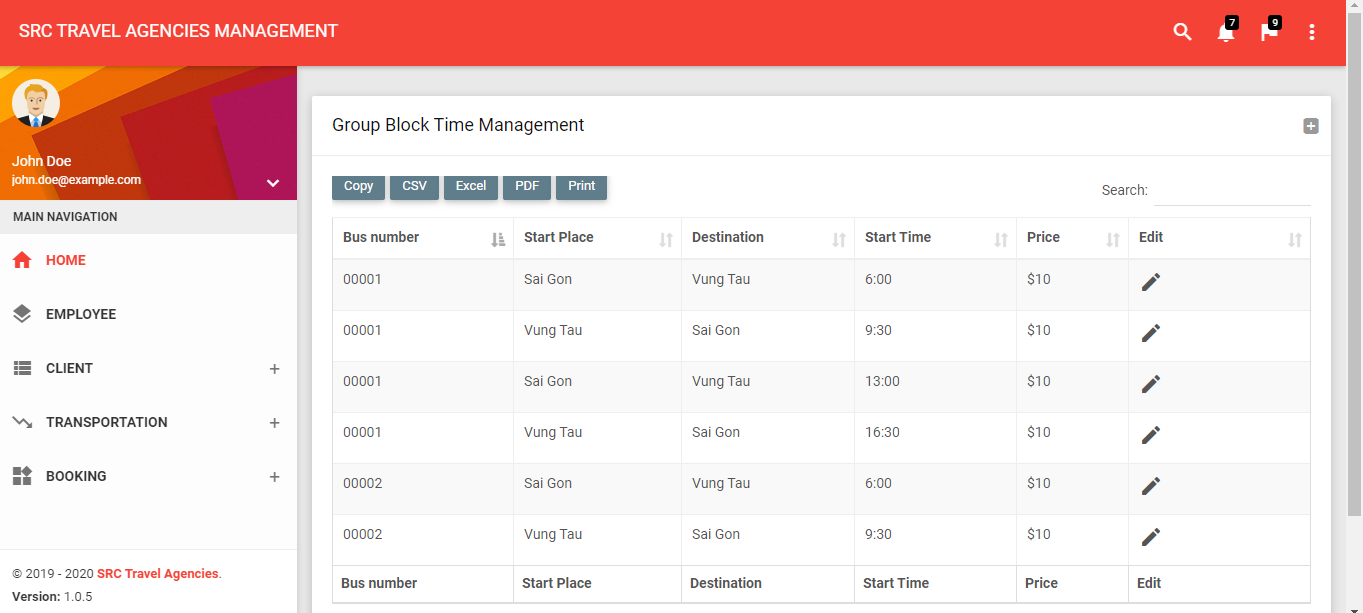 SRC TRAVEL AGENCIES MANAGEMENT
7
9
John Doe
john.doe@example.com
MAIN NAVIGATION
HOME
EMPLOYEE
CLIENT +
TRANSPORTATION +
BOOKING +
© 2019 - 2020 SRC Travel Agencies.
Version: 1.0.5
Group Block Time Management
Copy CSV Excel PDF Print
Search:
Bus number Start Place Destination Start Time Price Edit
00001 Sai Gon Vung Tau 6:00 $10
00001 Vung Tau Sai Gon 9:30 $10
00001 Sai Gon Vung Tau 13:00 $10
00001 Vung Tau Sai Gon 16:30 $10
00002 Sai Gon Vung Tau 6:00 $10
00002 Vung Tau Sai Gon 9:30 $10
Bus number Start Place Destination Start Time Price Edit